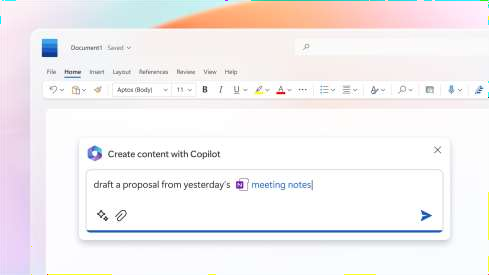 Document1 Saved
File Home Insert Layout References Review View Help
Aptos (Body) 11 B I U A
Create content with Copilot
draft a proposal from yesterday's meeting notes